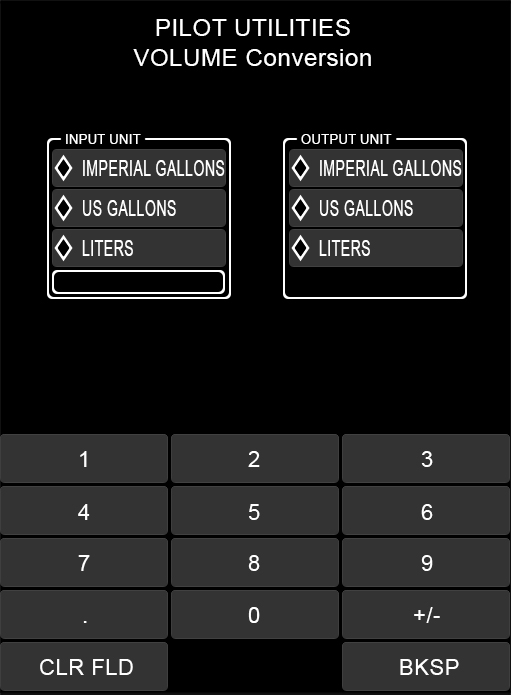 PILOT UTILITIES
VOLUME Conversion
INPUT UNIT
IMPERIAL GALLONS
US GALLONS
LITERS
OUTPUT UNIT
IMPERIAL GALLONS
US GALLONS
LITERS
1 2 3
4 5 6
7 8 9
. 0 +/-
CLR FLD BKSP